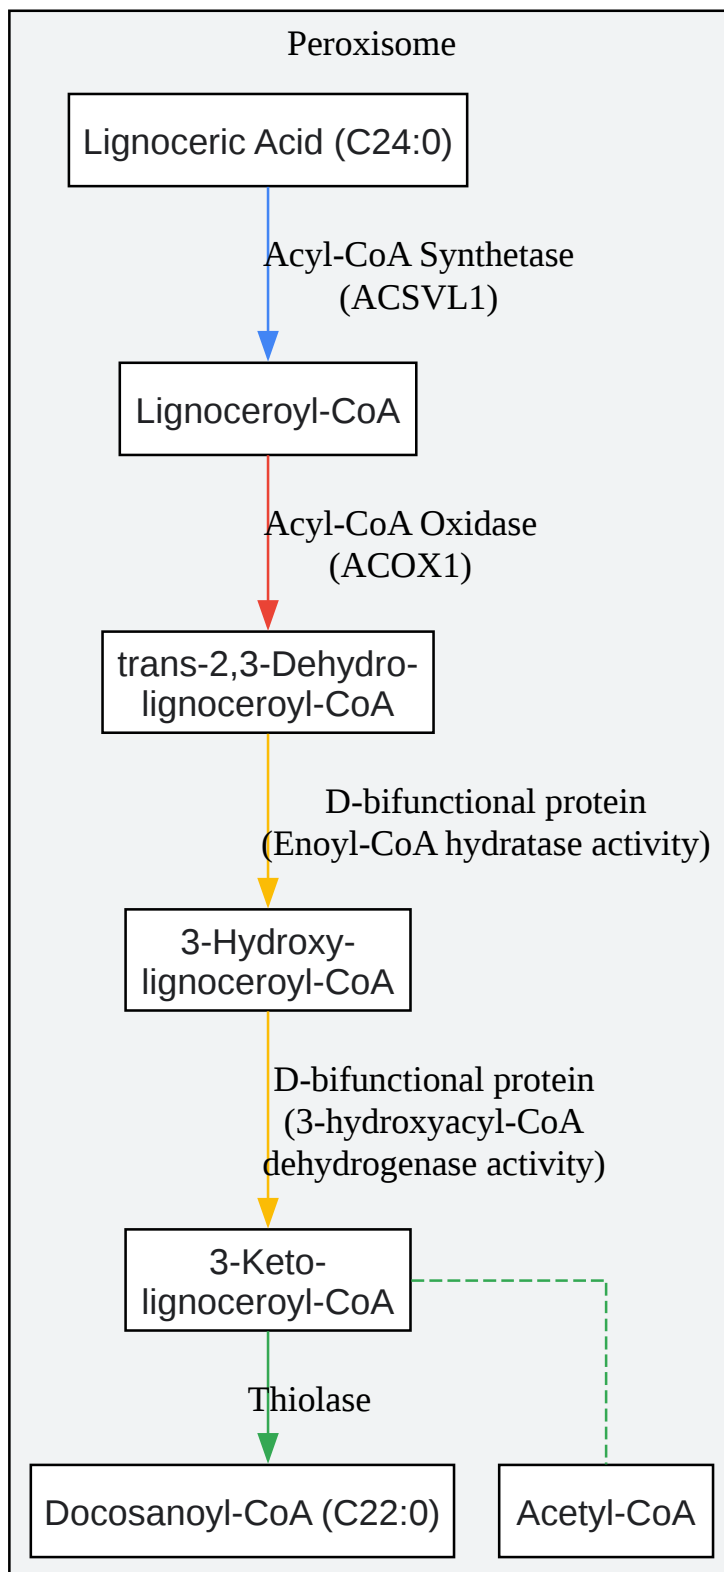 Peroxisome
Lignoceric Acid (C24:0)
Acyl-CoA Synthetase
(ACSVL1)
Lignoceroyl-CoA
Acyl-CoA Oxidase
(ACOX1)
trans-2,3-Dehydro-
lignoceroyl-CoA
D-bifunctional protein
(Enoyl-CoA hydratase activity)
3-Hydroxy-
lignoceroyl-CoA
D-bifunctional protein
(3-hydroxyacyl-CoA
dehydrogenase activity)
3-Keto-
lignoceroyl-CoA
Thiolase
Docosanoyl-CoA (C22:0)
Acetyl-CoA